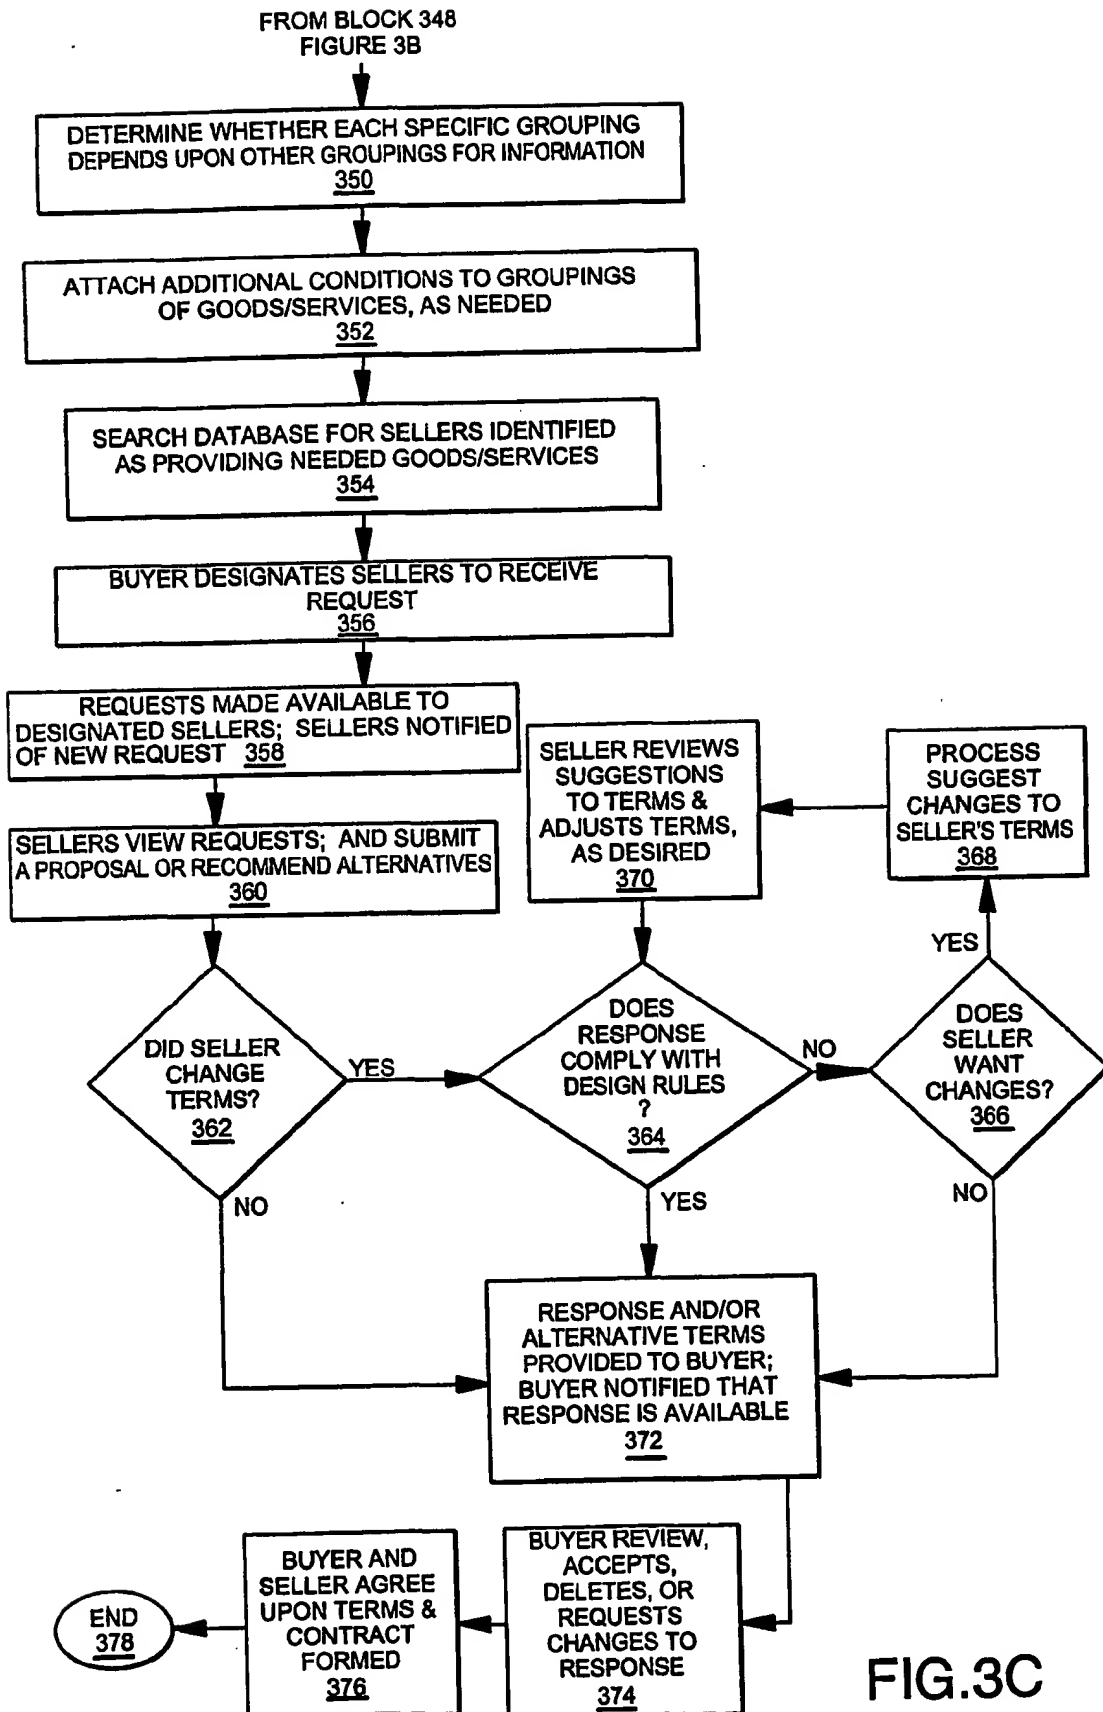 FROM BLOCK 348
FIGURE 3B
DETERMINE WHETHER EACH SPECIFIC GROUPING
DEPENDS UPON OTHER GROUPINGS FOR INFORMATION
350
ATTACH ADDITIONAL CONDITIONS TO GROUPINGS
OF GOODS/SERVICES, AS NEEDED
352
SEARCH DATABASE FOR SELLERS IDENTIFIED
AS PROVIDING NEEDED GOODS/SERVICES
354
BUYER DESIGNATES SELLERS TO RECEIVE
REQUEST
356
REQUESTS MADE AVAILABLE TO
DESIGNATED SELLERS; SELLERS NOTIFIED
OF NEW REQUEST 358
SELLERS VIEW REQUESTS; AND SUBMIT
A PROPOSAL OR RECOMMEND ALTERNATIVES
360
SELLER REVIEWS
SUGGESTIONS
TO TERMS &
ADJUSTS TERMS,
AS DESIRED
370
PROCESS
SUGGEST
CHANGES TO
SELLER'S TERMS
368
YES
DID SELLER
CHANGE
TERMS?
362
YES
NO
DOES
RESPONSE
COMPLY WITH
DESIGN RULES
?
364
NO
YES
DOES
SELLER
WANT
CHANGES?
366
NO
RESPONSE AND/OR
ALTERNATIVE TERMS
PROVIDED TO BUYER;
BUYER NOTIFIED THAT
RESPONSE IS AVAILABLE
372
BUYER REVIEW,
ACCEPTS,
DELETES, OR
REQUESTS
CHANGES TO
RESPONSE
374
BUYER AND
SELLER AGREE
UPON TERMS &
CONTRACT
FORMED
376
END
378
FIG.3C